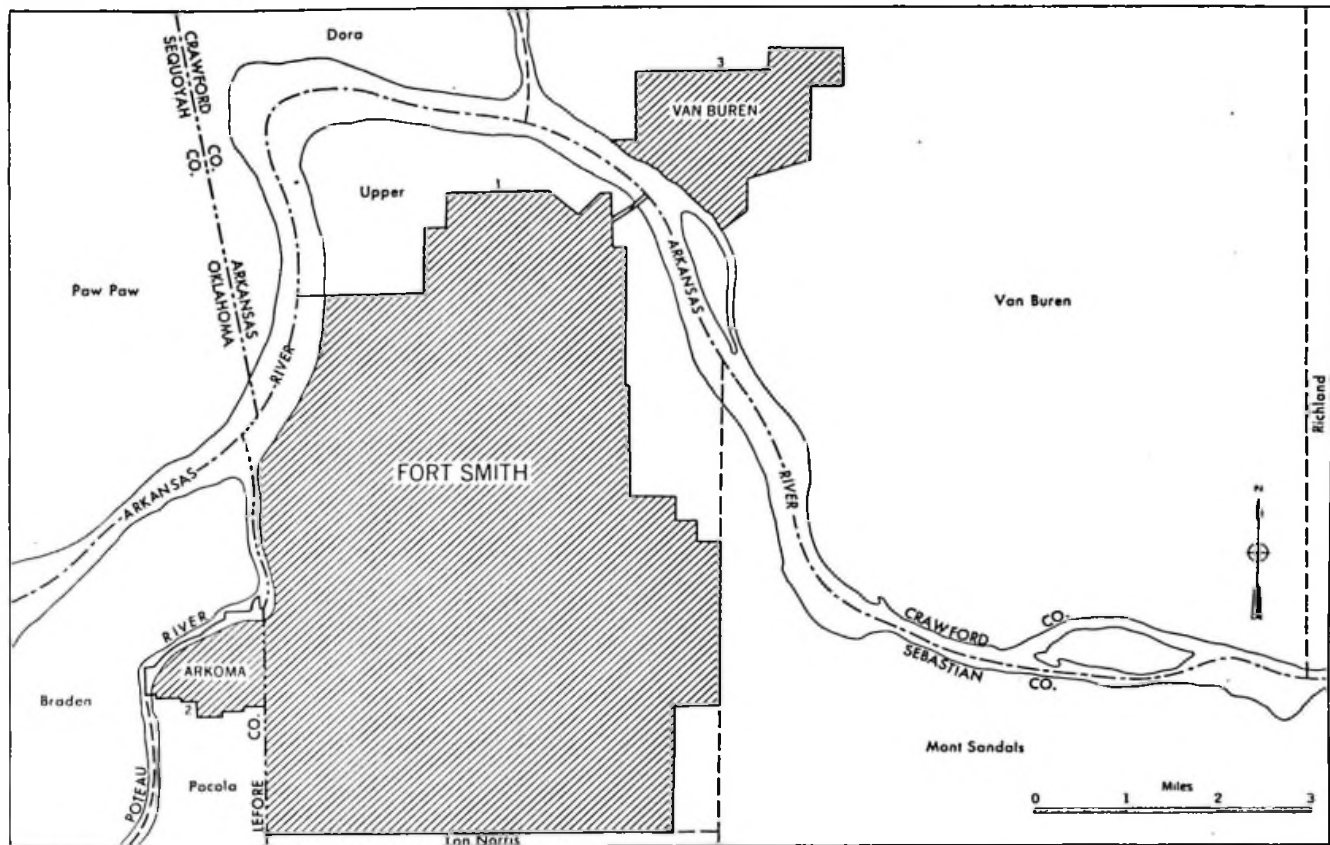 Dora
3
VAN BUREN
CRAWFORD CO.
SEQUOYAH CO.
Upper
1
ARKANSAS
RIVER
Paw Paw
ARKANSAS
OKLAHOMA
RIVER
ARKANSAS
Van Buren
Richland
FORT SMITH
N
CRAWFORD CO.
SEBASTIAN CO.
RIVER
ARKOMA
2
Braden
POTEAU
Pocola
LEFORE CO.
Mont Sandals
Miles
0 1 2 3
Norris